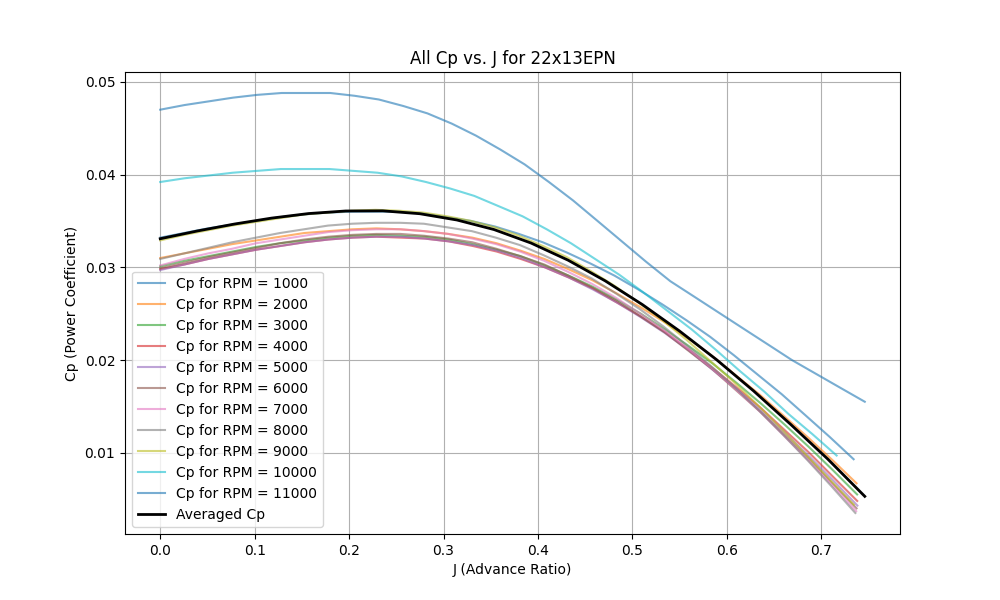 All Cp vs. J for 22x13EPN
Cp (Power Coefficient)
0.05
0.04
0.03
0.02
0.01
Cp for RPM = 1000
Cp for RPM = 2000
Cp for RPM = 3000
Cp for RPM = 4000
Cp for RPM = 5000
Cp for RPM = 6000
Cp for RPM = 7000
Cp for RPM = 8000
Cp for RPM = 9000
Cp for RPM = 10000
Cp for RPM = 11000
Averaged Cp
0.0 0.1 0.2 0.3 0.4 0.5 0.6 0.7
J (Advance Ratio)